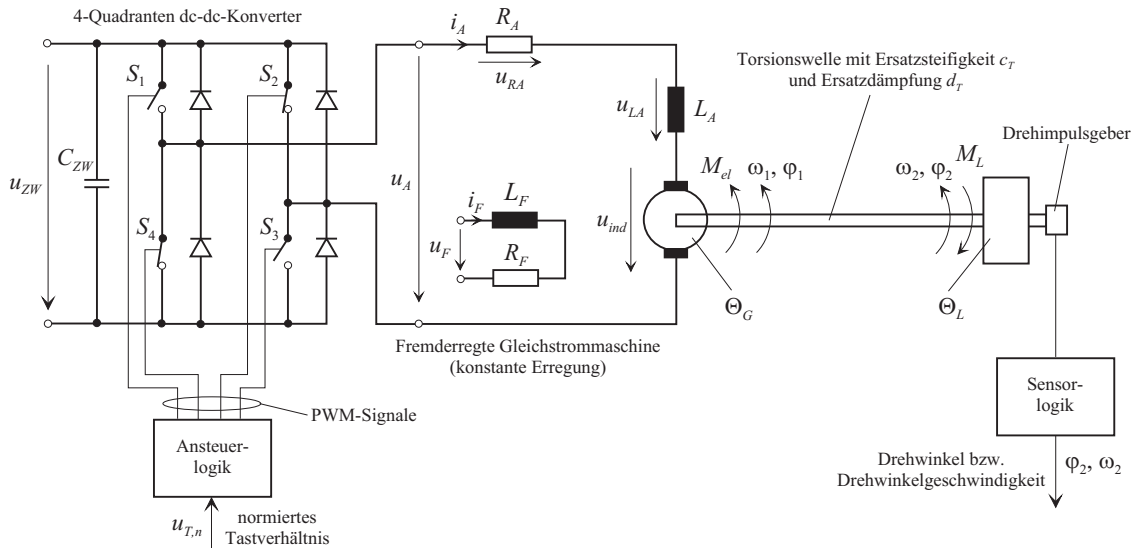 4-Quadranten dc-dc-Konverter
i_A
R_A
u_RA
S_1
S_2
Torsionswelle mit Ersatzsteifigkeit c_T
und Ersatzdämpfung d_T
u_LA
L_A
Drehimpulsgeber
C_ZW
u_ZW
u_A
M_el
ω_1, φ_1
ω_2, φ_2
M_L
i_F
L_F
u_ind
S_4
S_3
u_F
R_F
Θ_G
Θ_L
Fremderregte Gleichstrommaschine
(konstante Erregung)
PWM-Signale
Sensor-
logik
Ansteuer-
logik
Drehwinkel bzw.
Drehwinkelgeschwindigkeit
φ_2, ω_2
u_T,n
normiertes
Tastverhältnis